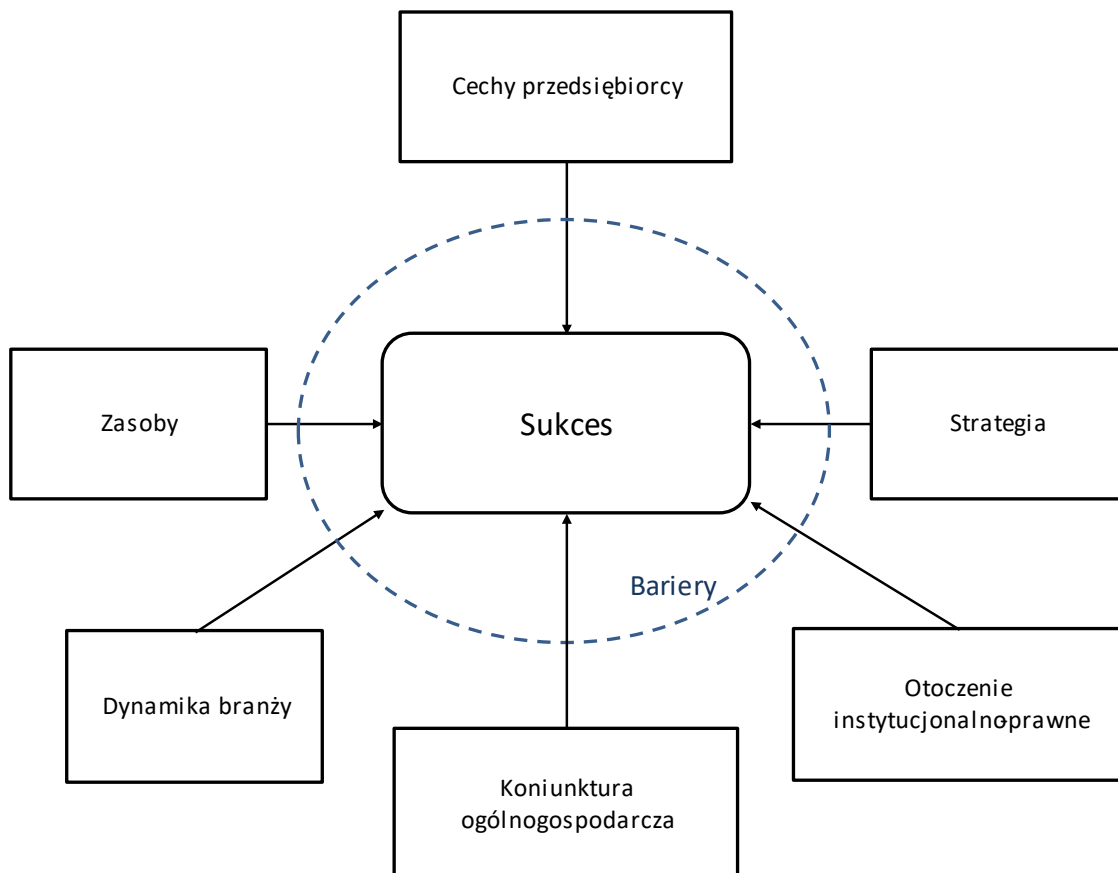 Cechy przedsiębiorcy
Zasoby
Sukces
Strategia
Bariery
Dynamika branży
Otoczenie
instytucjonalno-prawne
Koniunktura
ogólnogospodarcza